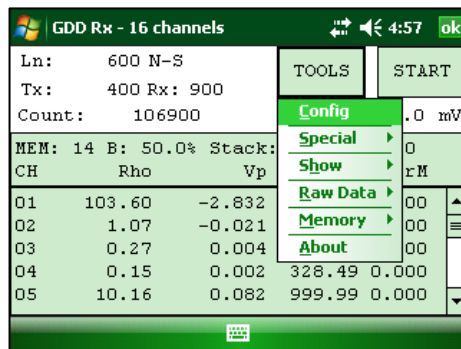 GDD Rx - 16 channels 4:57 ok
Ln: 600 N-S
TOOLS START
Tx: 400 Rx: 900
Count: 106900 .0 mV
Config
Special
Show
Raw Data
Memory
About
MEM: 14 B: 50.0% Stack: 0
CH Rho Vp rM
01 103.60 -2.832 00
02 1.07 -0.021 00
03 0.27 0.004 00
04 0.15 0.002 328.49 0.000
05 10.16 0.082 999.99 0.000